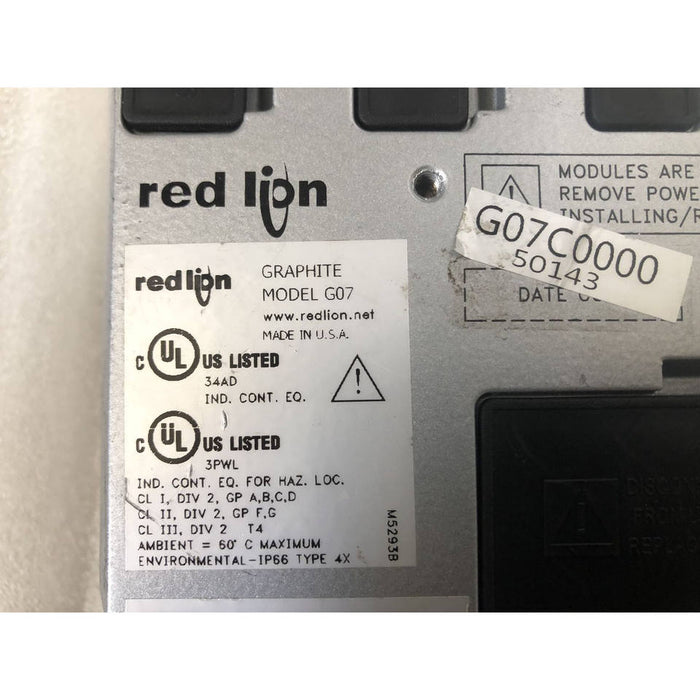 red lion
MODULES ARE
REMOVE POWE
INSTALLING/R
G07C0000
50143
DATE
red lion
GRAPHITE
MODEL G07
www.redlion.net
MADE IN U.S.A.
C UL US LISTED
34AD
IND. CONT. EQ.
C UL US LISTED
3PWL
IND. CONT. EQ. FOR HAZ. LOC.
CL I, DIV 2, GP A,B,C,D
CL II, DIV 2, GP F,G
CL III, DIV 2 T4
AMBIENT = 60° C MAXIMUM
ENVIRONMENTAL-IP66 TYPE 4X
M5293B
DISCON
FROM
REPLAC